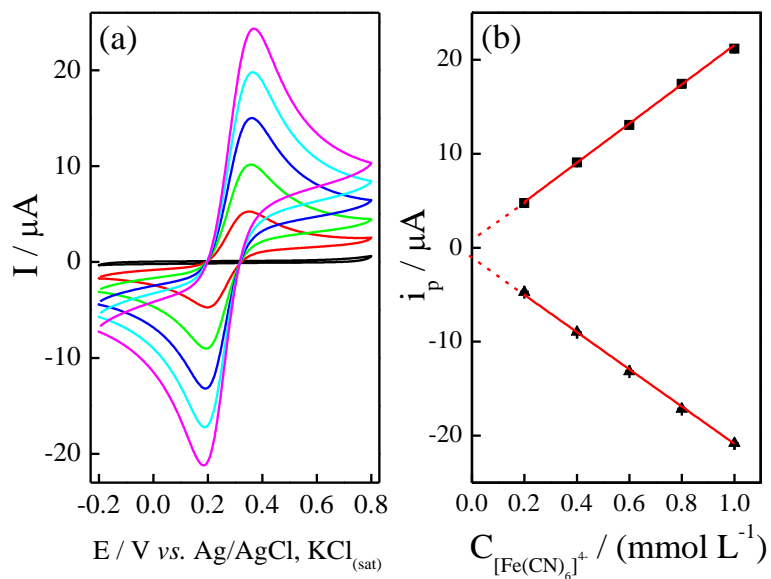 (a)
20
10
0
-10
-20
I / μA
-0.2 0.0 0.2 0.4 0.6 0.8
E / V vs. Ag/AgCl, KCl(sat)
(b)
20
10
0
-10
-20
i_p / μA
0.0 0.2 0.4 0.6 0.8 1.0
C_[Fe(CN)₆]⁴⁻ / (mmol L⁻¹)